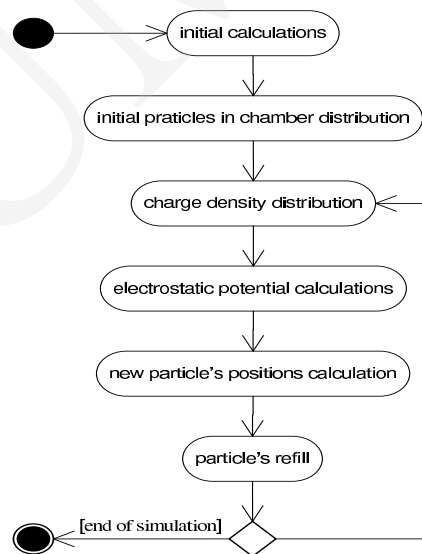 initial calculations
initial praticles in chamber distribution
charge density distribution
electrostatic potential calculations
new particle's positions calculation
particle's refill
[end of simulation]